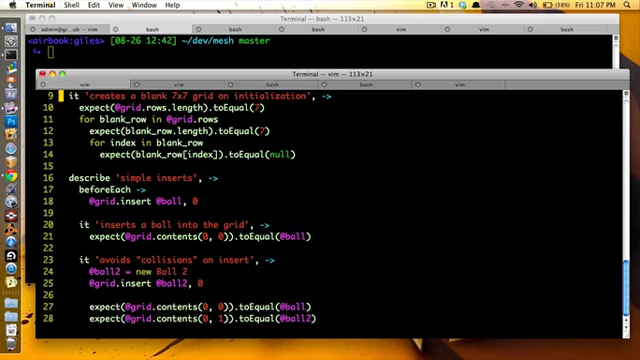 Terminal Shell Edit View Window Help
(38%) Fri 11:07 PM
Terminal — bash — 113×21
admin@gi...ub — vim bash bash bash
<airbook:giles> [08-26 12:42] ~/dev/mesh master
Terminal — vim — 113×21
vim vim bash bash vim
9 it 'creates a blank 7x7 grid on initialization', ->
10 expect(@grid.rows.length).toEqual(7)
11 for blank_row in @grid.rows
12 expect(blank_row.length).toEqual(7)
13 for index in blank_row
14 expect(blank_row[index]).toEqual(null)
15
16 describe 'simple inserts', ->
17 beforeEach ->
18 @grid.insert @ball, 0
19
20 it 'inserts a ball into the grid', ->
21 expect(@grid.contents(0, 0)).toEqual(@ball)
22
23 it 'avoids "collisions" on insert', ->
24 @ball2 = new Ball 2
25 @grid.insert @ball2, 0
26
27 expect(@grid.contents(0, 0)).toEqual(@ball)
28 expect(@grid.contents(0, 1)).toEqual(@ball2)